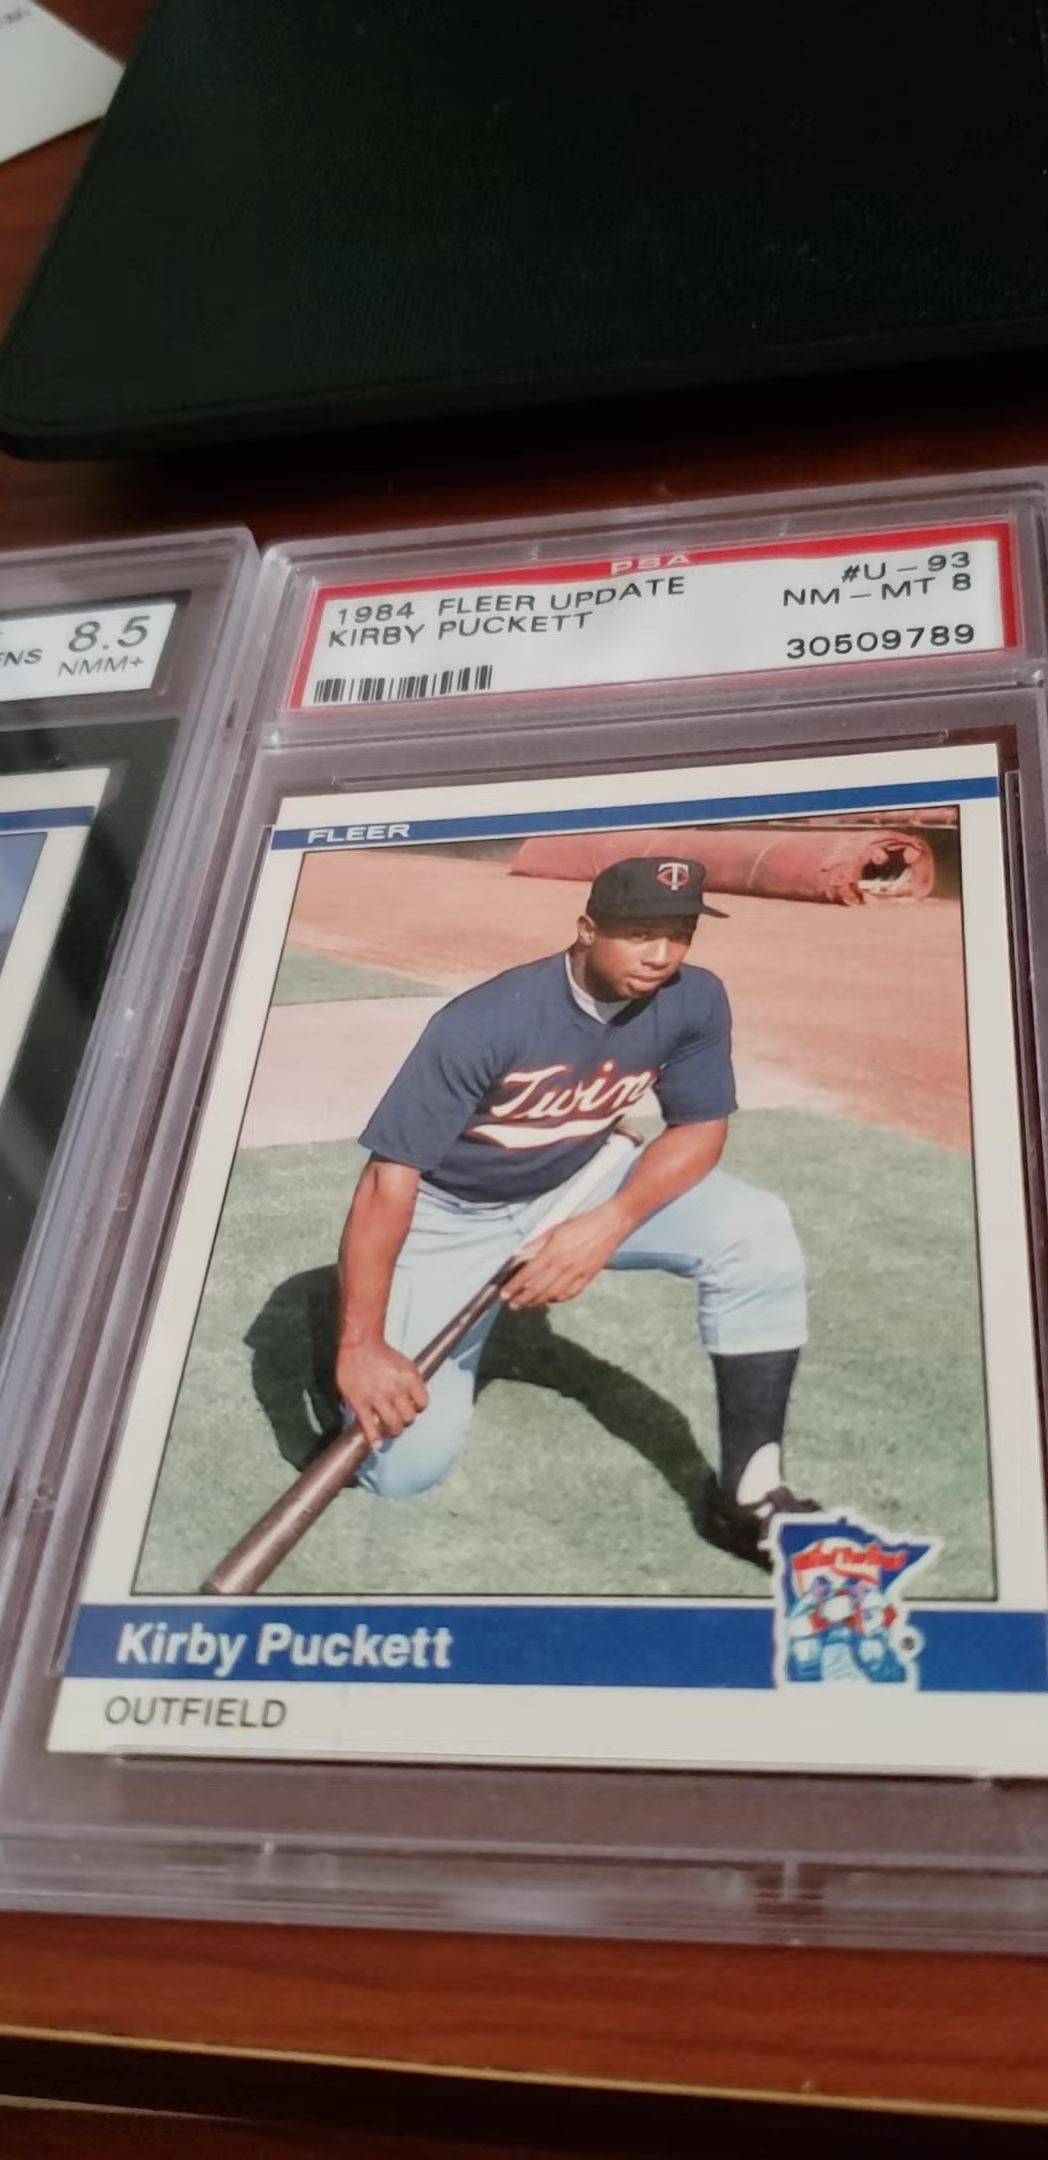 PSA
1984 FLEER UPDATE #U-93
KIRBY PUCKETT NM-MT 8
30509789
ENS 8.5
NMM+
FLEER
T
Twins
Kirby Puckett
OUTFIELD